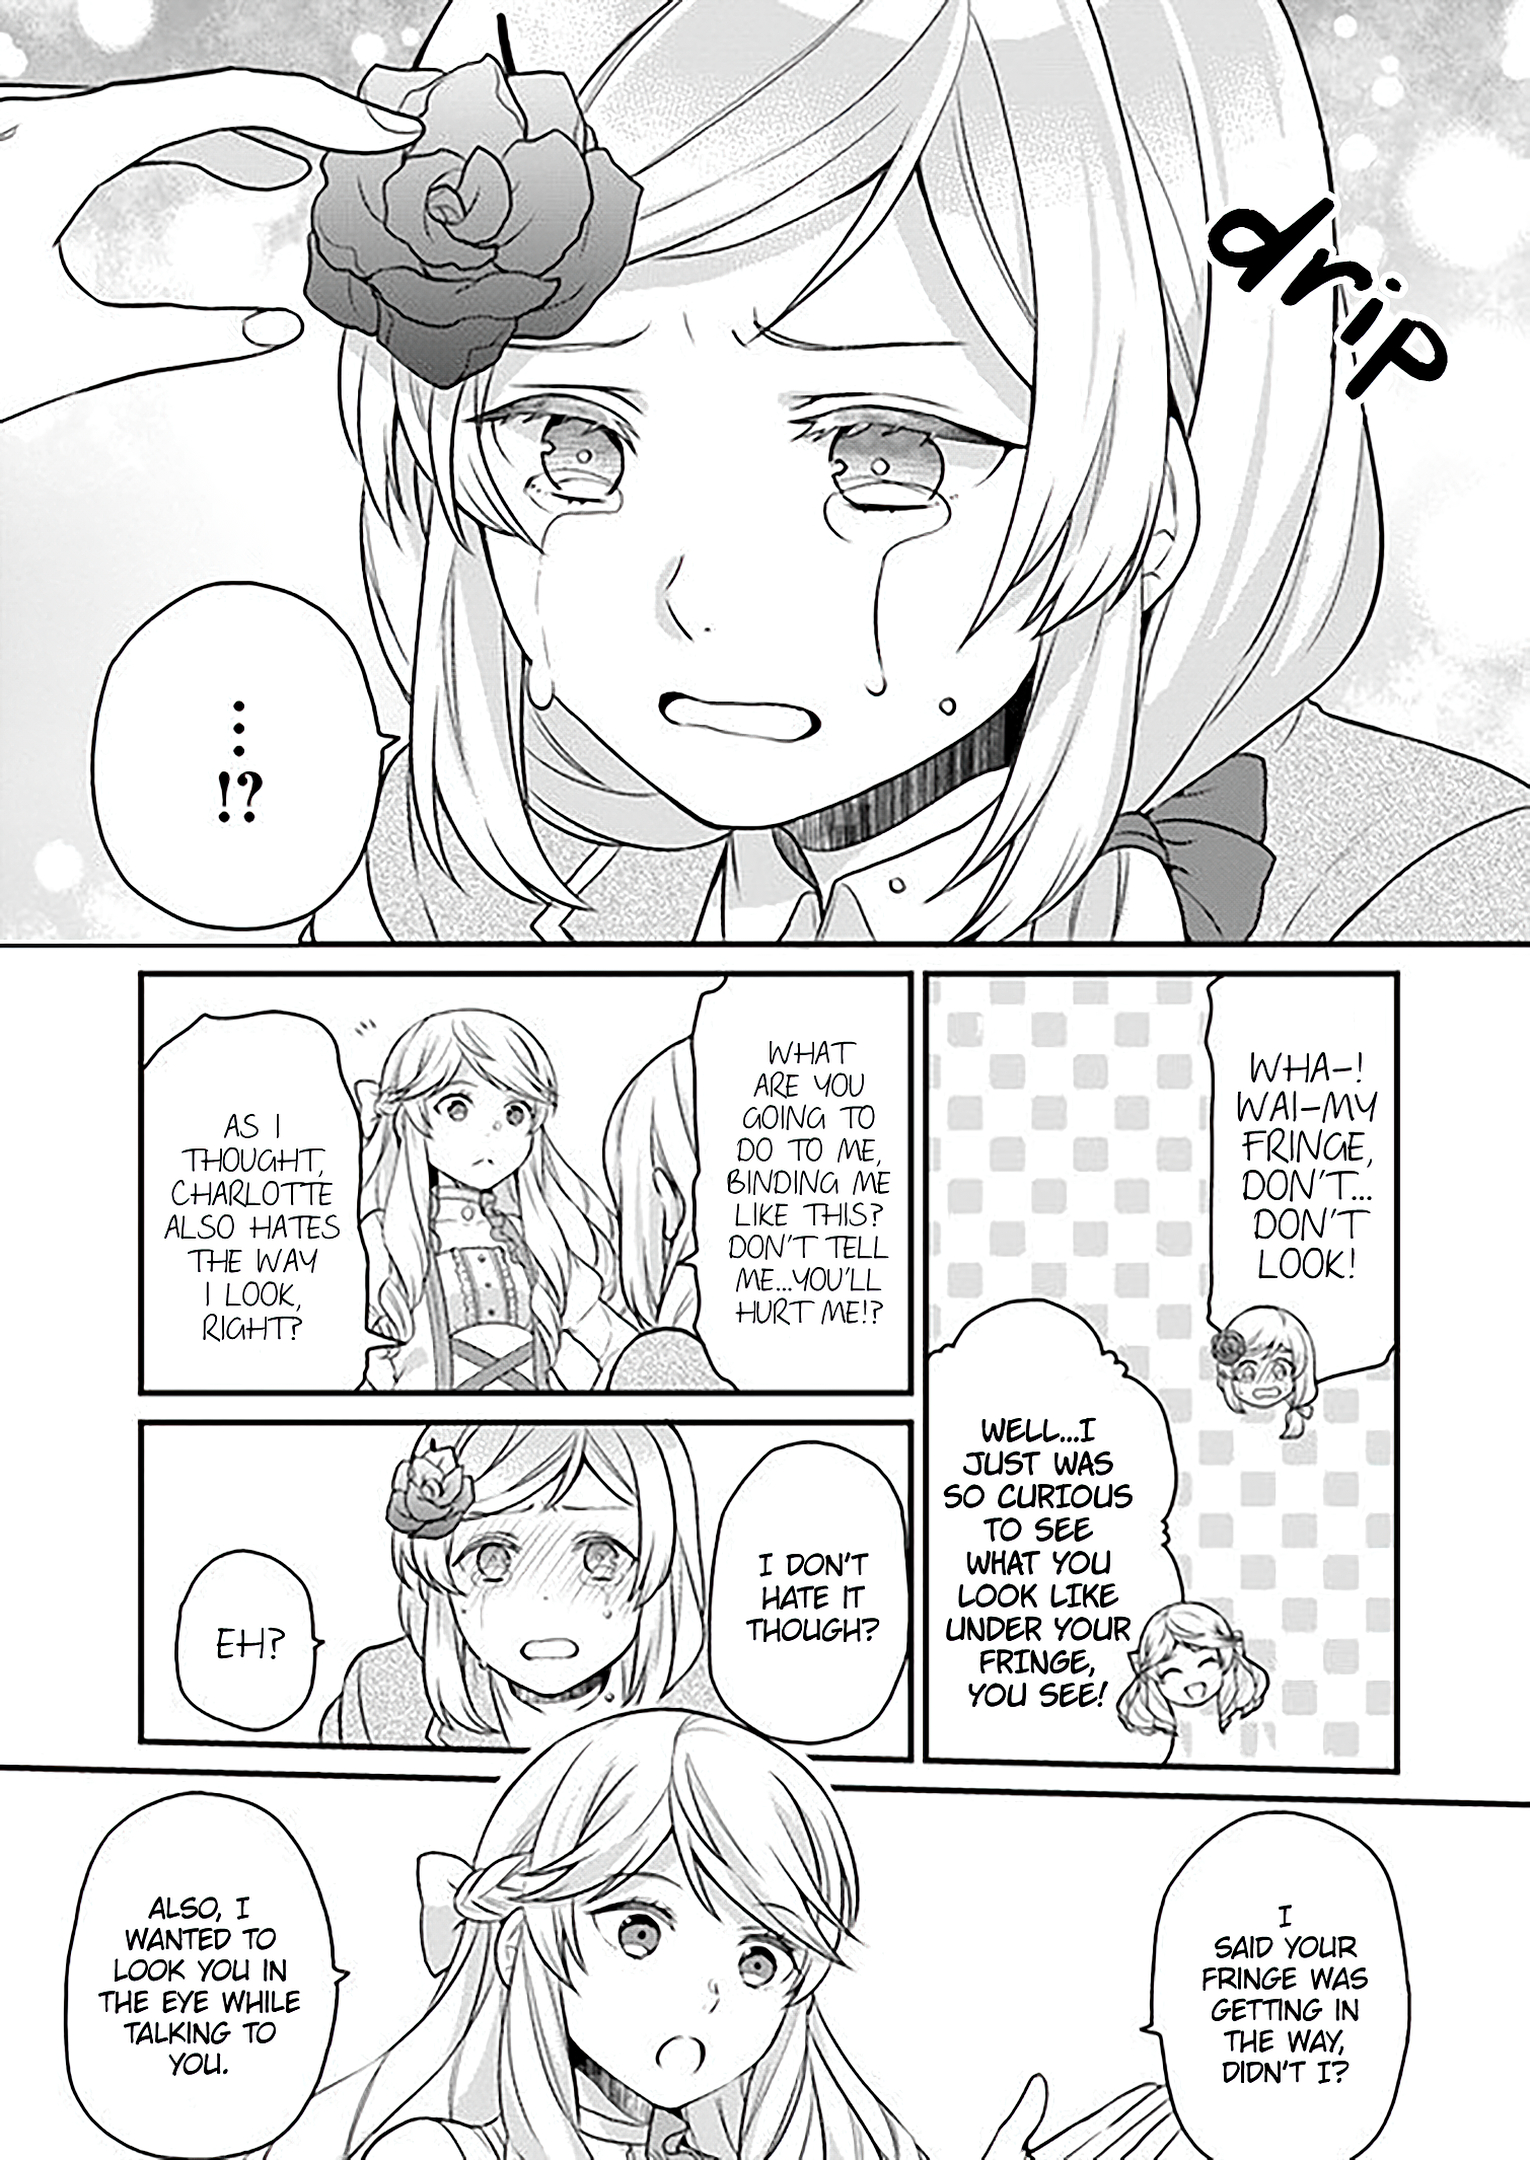 drip
...
!?
WHA-!
WAI-MY
FRINGE,
DON'T...
DON'T
LOOK!
WELL...I
JUST WAS
SO CURIOUS
TO SEE
WHAT YOU
LOOK LIKE
UNDER YOUR
FRINGE,
YOU SEE!
WHAT
ARE YOU
GOING TO
DO TO ME,
BINDING ME
LIKE THIS?
DON'T TELL
ME...YOU'LL
HURT ME!?
AS I
THOUGHT,
CHARLOTTE
ALSO HATES
THE WAY
I LOOK,
RIGHT?
I DON'T
HATE IT
THOUGH?
EH?
I
SAID YOUR
FRINGE WAS
GETTING IN
THE WAY,
DIDN'T I?
ALSO, I
WANTED TO
LOOK YOU IN
THE EYE WHILE
TALKING TO
YOU.